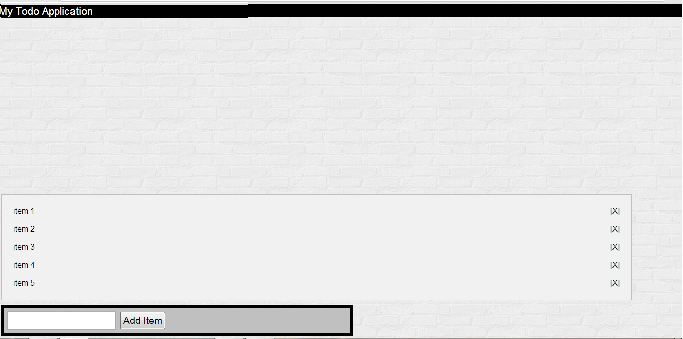 My Todo Application
item 1 [X]
item 2 [X]
item 3 [X]
item 4 [X]
item 5 [X]
Add Item